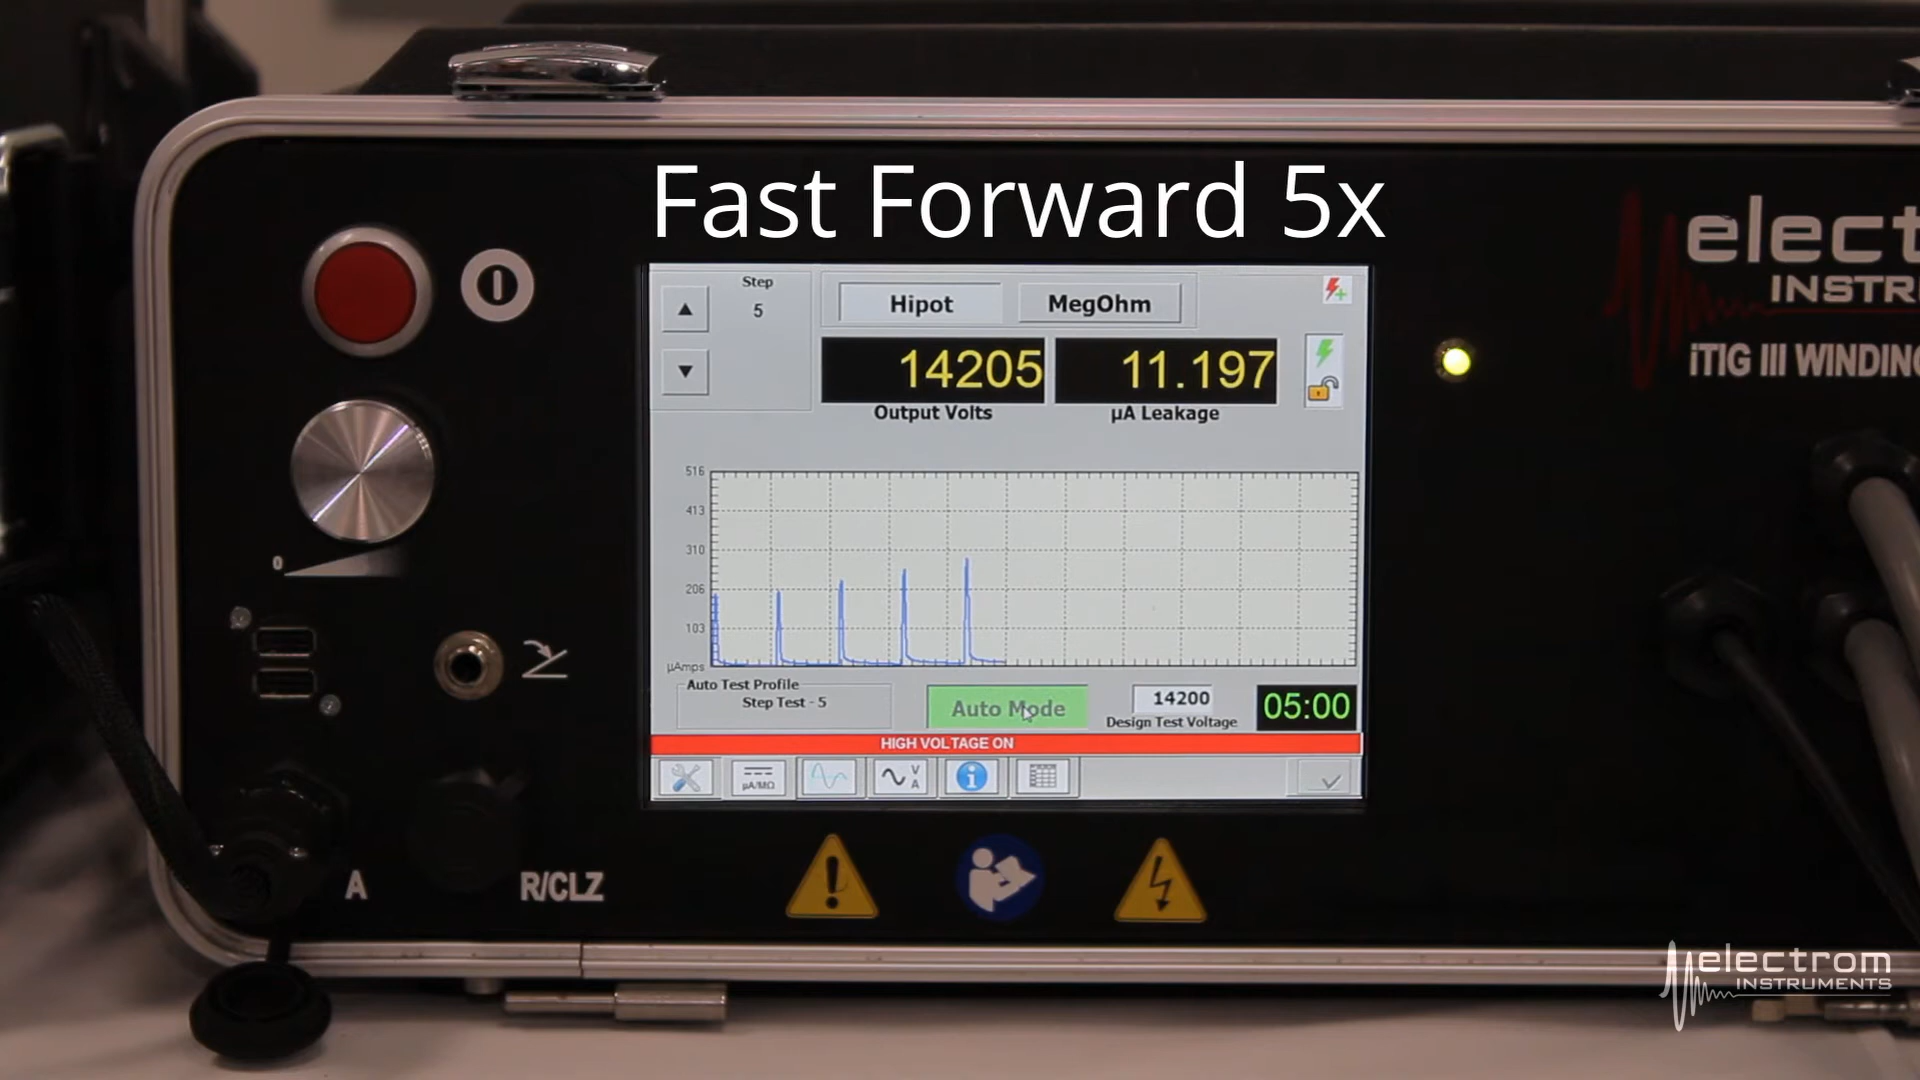 Fast Forward 5x
elect
INSTR
iTIG III WINDING
Step
5
Hipot
MegOhm
14205
11.197
Output Volts
µA Leakage
516
413
310
206
103
µAmps
Auto Test Profile
Step Test - 5
Auto Mode
14200
Design Test Voltage
05:00
HIGH VOLTAGE ON
µA/MΩ
V
A
0
A
R/CLZ
electrom
INSTRUMENTS